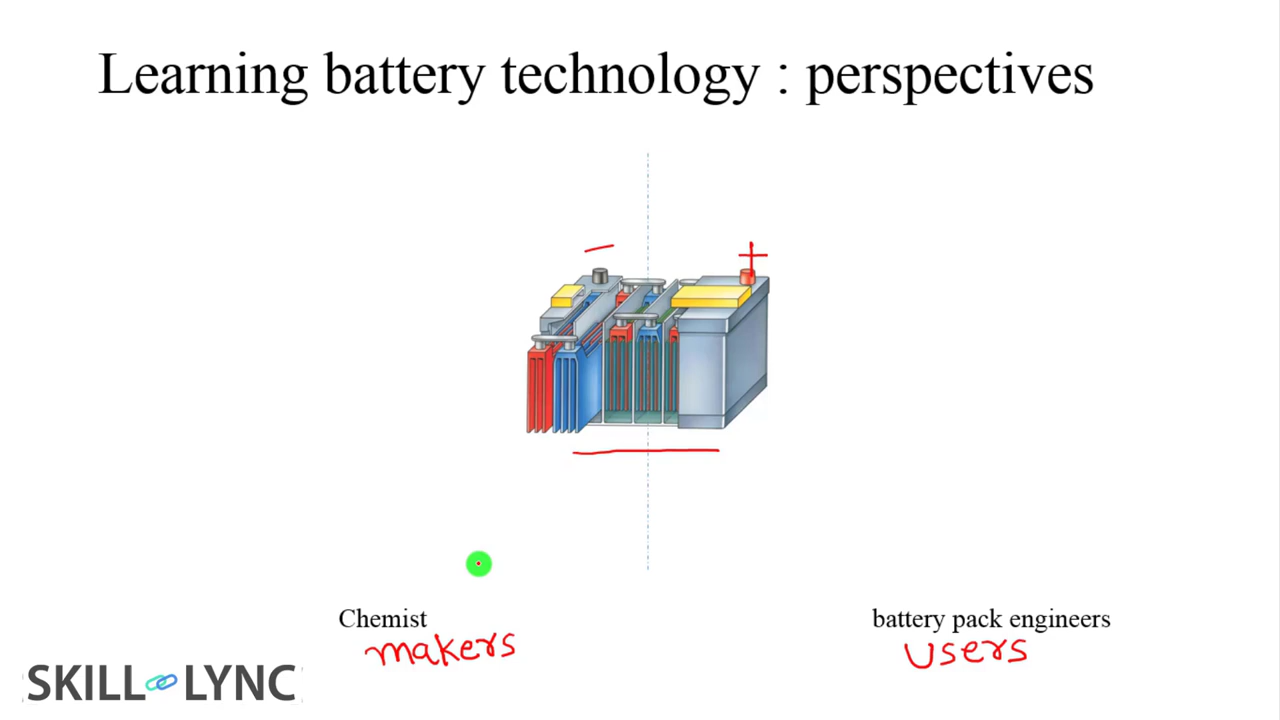 Learning battery technology : perspectives
− +
Chemist
makers
battery pack engineers
users
SKILL LYNC